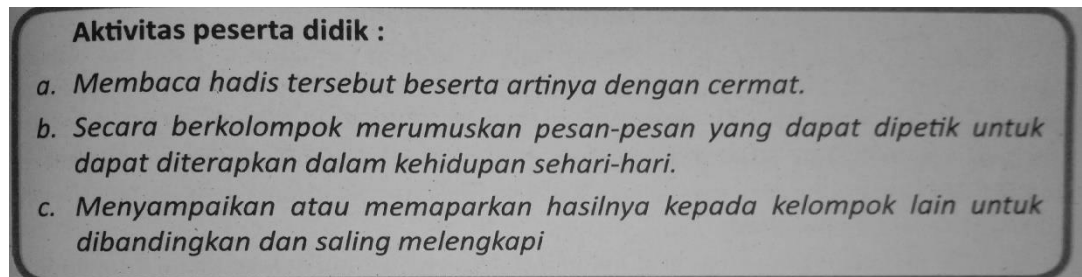 Aktivitas peserta didik :
a. Membaca hadis tersebut beserta artinya dengan cermat.
b. Secara berkolompok merumuskan pesan-pesan yang dapat dipetik untuk
dapat diterapkan dalam kehidupan sehari-hari.
c. Menyampaikan atau memaparkan hasilnya kepada kelompok lain untuk
dibandingkan dan saling melengkapi